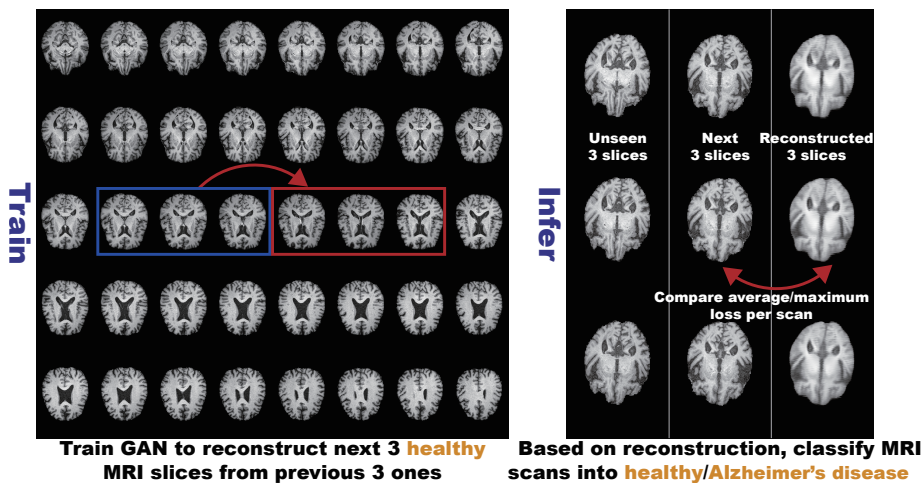 Train
Train GAN to reconstruct next 3 healthy
MRI slices from previous 3 ones
Infer
Unseen
3 slices
Next
3 slices
Reconstructed
3 slices
Compare average/maximum
loss per scan
Based on reconstruction, classify MRI
scans into healthy/Alzheimer's disease